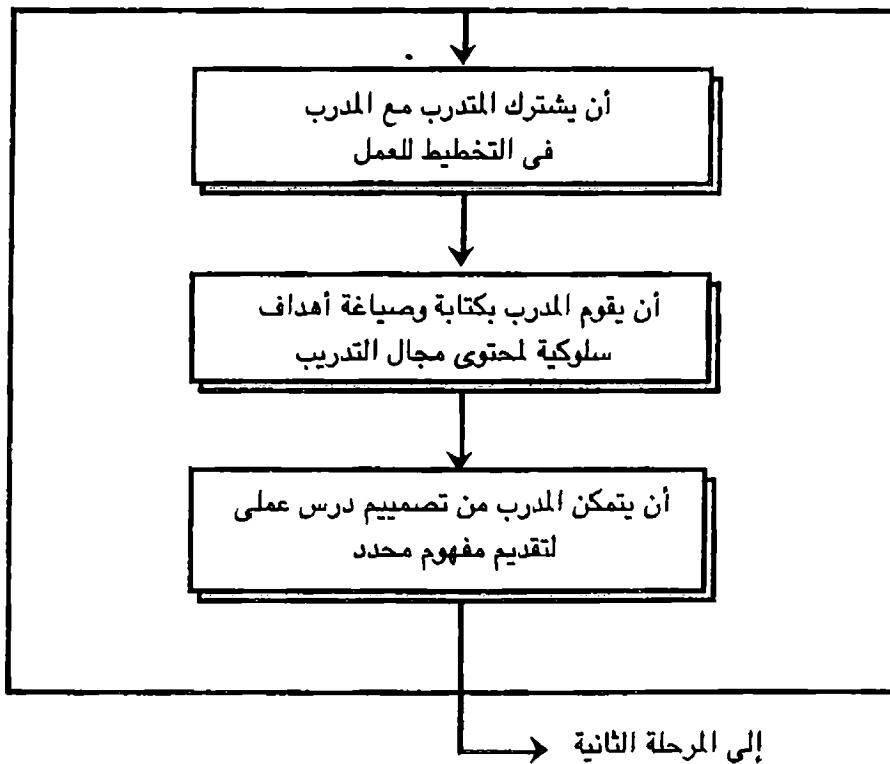 أن يشترك المتدرب مع المدرب
فى التخطيط للعمل
أن يقوم المدرب بكتابة وصياغة أهداف
سلوكية لمحتوى مجال التدريب
أن يتمكن المدرب من تصمييم درس عملى
لتقديم مفهوم محدد
إلى المرحلة الثانية